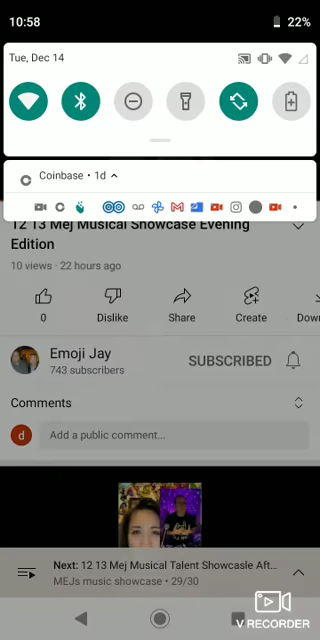 10:58
22%
Tue, Dec 14
Coinbase • 1d
12 13 Mej Musical Showcase Evening
Edition
10 views · 22 hours ago
0
Dislike
Share
Create
Down
Emoji Jay
743 subscribers
SUBSCRIBED
Comments
d
Add a public comment...
Next: 12 13 Mej Musical Talent Showcasle Aft...
MEJs music showcase • 29/30
V RECORDER